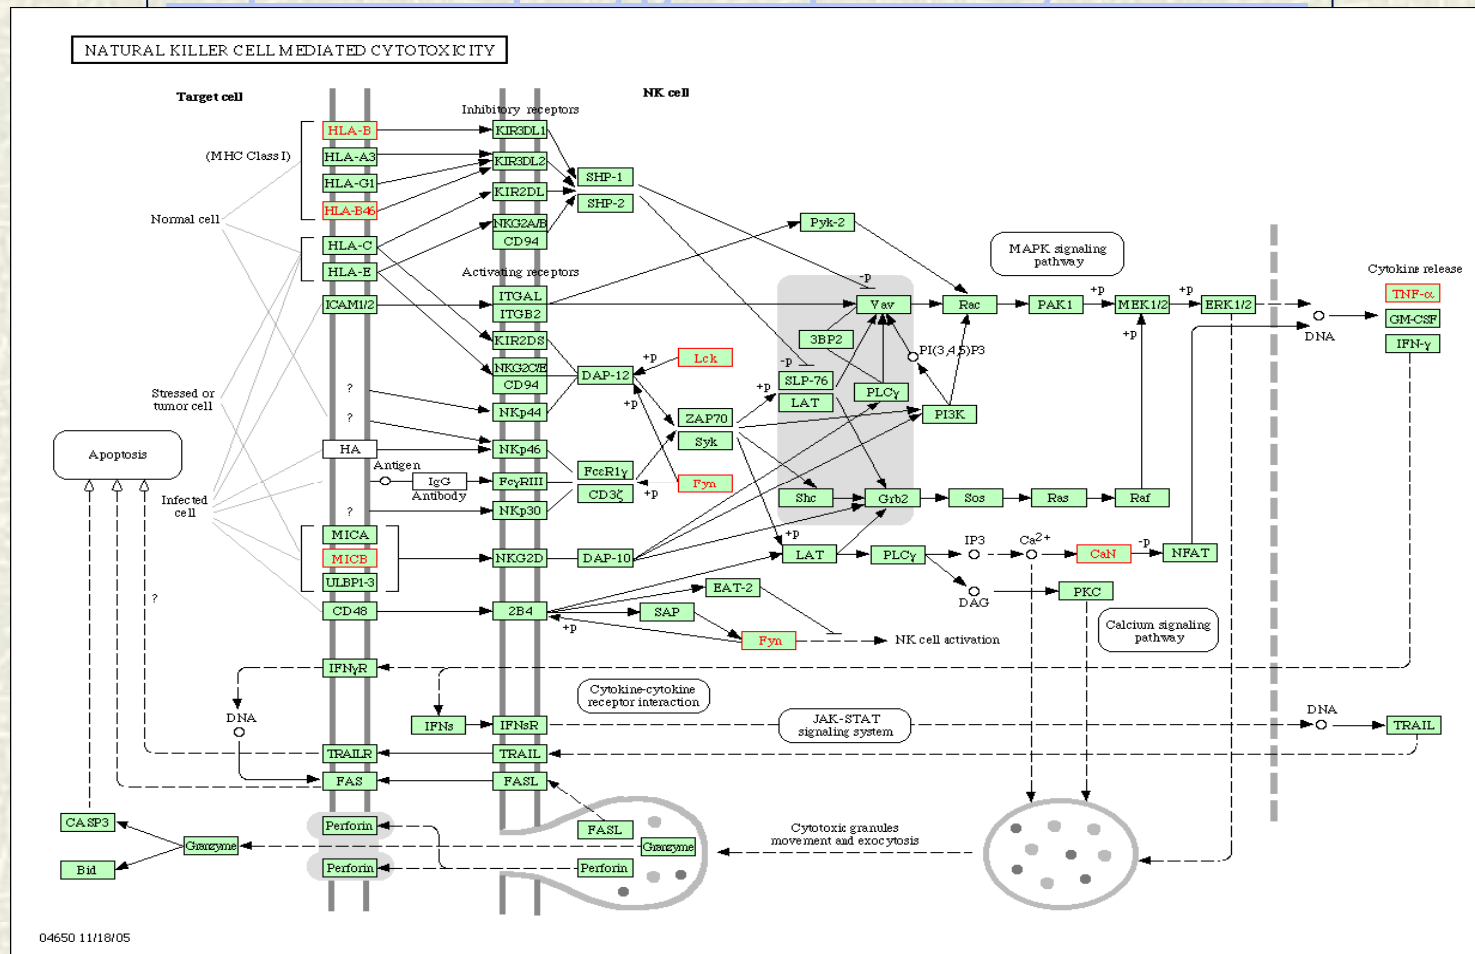 NATURAL KILLER CELL MEDIATED CYTOTOXICITY
Target cell
NK cell
Inhibitory receptors
HLA-B
KIR3DL1
(MHC Class I)
HLA-A3
KIR3DL2
HLA-G1
SHP-1
KIR2DL
SHP-2
HLA-B46
Normal cell
NKG2A/B
CD94
Pyk-2
HLA-C
MAPK signaling
pathway
HLA-E
Activating receptors
-p
Cytokine release
ICAM1/2
ITGAL
ITGB2
Vav
Rac
PAK1
+p
MEK1/2
+p
ERK1/2
TNF-α
GM-CSF
IFN-γ
DNA
KIR2DS
3BP2
+p
PI(3,4,5)P3
Lck
+p
NKG2C/E
CD94
DAP-12
-p
SLP-76
LAT
PLCγ
+p
+p
?
Stressed or
tumor cell
NKp44
PI3K
?
ZAP70
Syk
Apoptosis
HA
NKp46
Antigen
IgG
Antibody
FcγRIII
FcεR1γ
CD3ζ
Fyn
+p
Infected
cell
Shc
Grb2
Sos
Ras
Raf
?
NKp30
MICA
MICB
ULBP1-3
NKG2D
DAP-10
+p
LAT
PLCγ
IP3
Ca2+
CaN
-p
NFAT
DAG
PKC
?
CD48
2B4
EAT-2
SAP
+p
Fyn
NK cell activation
Calcium signaling
pathway
IFNγR
Cytokine-cytokine
receptor interaction
DNA
IFNs
IFNsR
JAK-STAT
signaling system
DNA
TRAIL
TRAILR
TRAIL
FAS
FASL
CASP3
Perforin
FASL
Cytotoxic granules
movement and exocytosis
Granzyme
Granzyme
Bid
Perforin
Perforin
04650 11/18/05